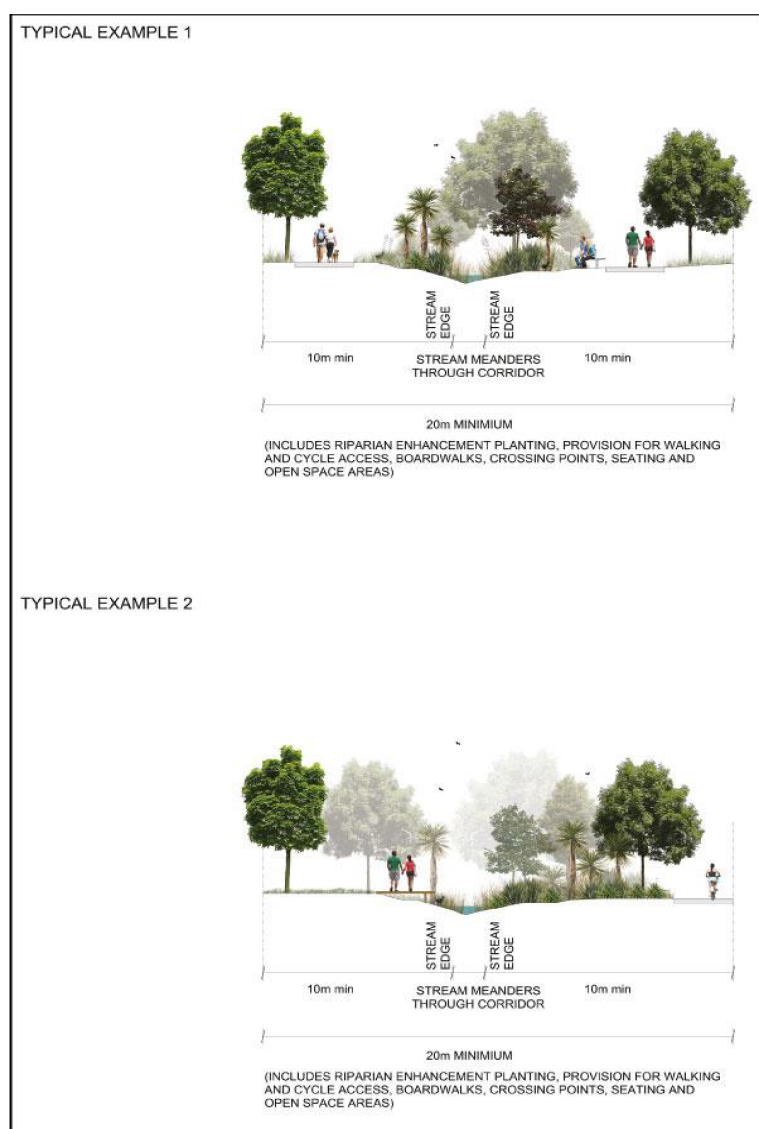 TYPICAL EXAMPLE 1
STREAM
EDGE
STREAM
EDGE
10m min
STREAM MEANDERS
THROUGH CORRIDOR
10m min
20m MINIMUM
(INCLUDES RIPARIAN ENHANCEMENT PLANTING, PROVISION FOR WALKING
AND CYCLE ACCESS, BOARDWALKS, CROSSING POINTS, SEATING AND
OPEN SPACE AREAS)
TYPICAL EXAMPLE 2
STREAM
EDGE
STREAM
EDGE
10m min
STREAM MEANDERS
THROUGH CORRIDOR
10m min
20m MINIMUM
(INCLUDES RIPARIAN ENHANCEMENT PLANTING, PROVISION FOR WALKING
AND CYCLE ACCESS, BOARDWALKS, CROSSING POINTS, SEATING AND
OPEN SPACE AREAS)